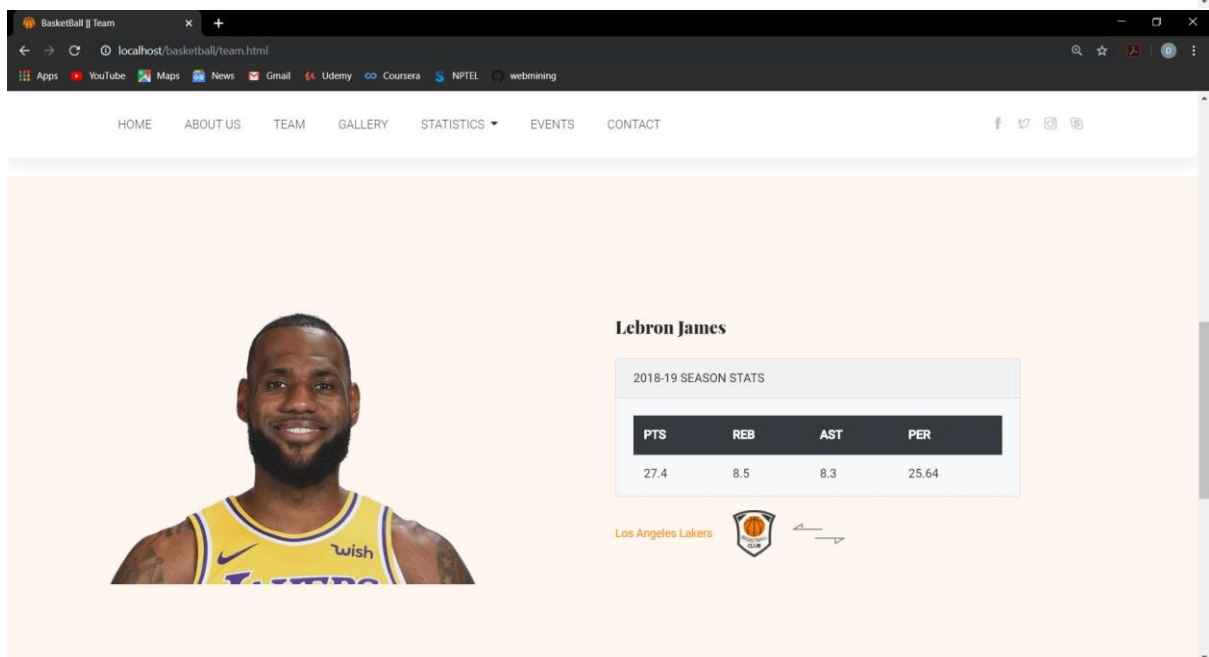 BasketBall || Team
localhost/basketball/team.html
Apps YouTube Maps News Gmail Udemy Coursera NPTEL webmining
HOME ABOUT US TEAM GALLERY STATISTICS EVENTS CONTACT
Lebron James
2018-19 SEASON STATS
PTS REB AST PER
27.4 8.5 8.3 25.64
Los Angeles Lakers
CLUB
wish
LAKERS